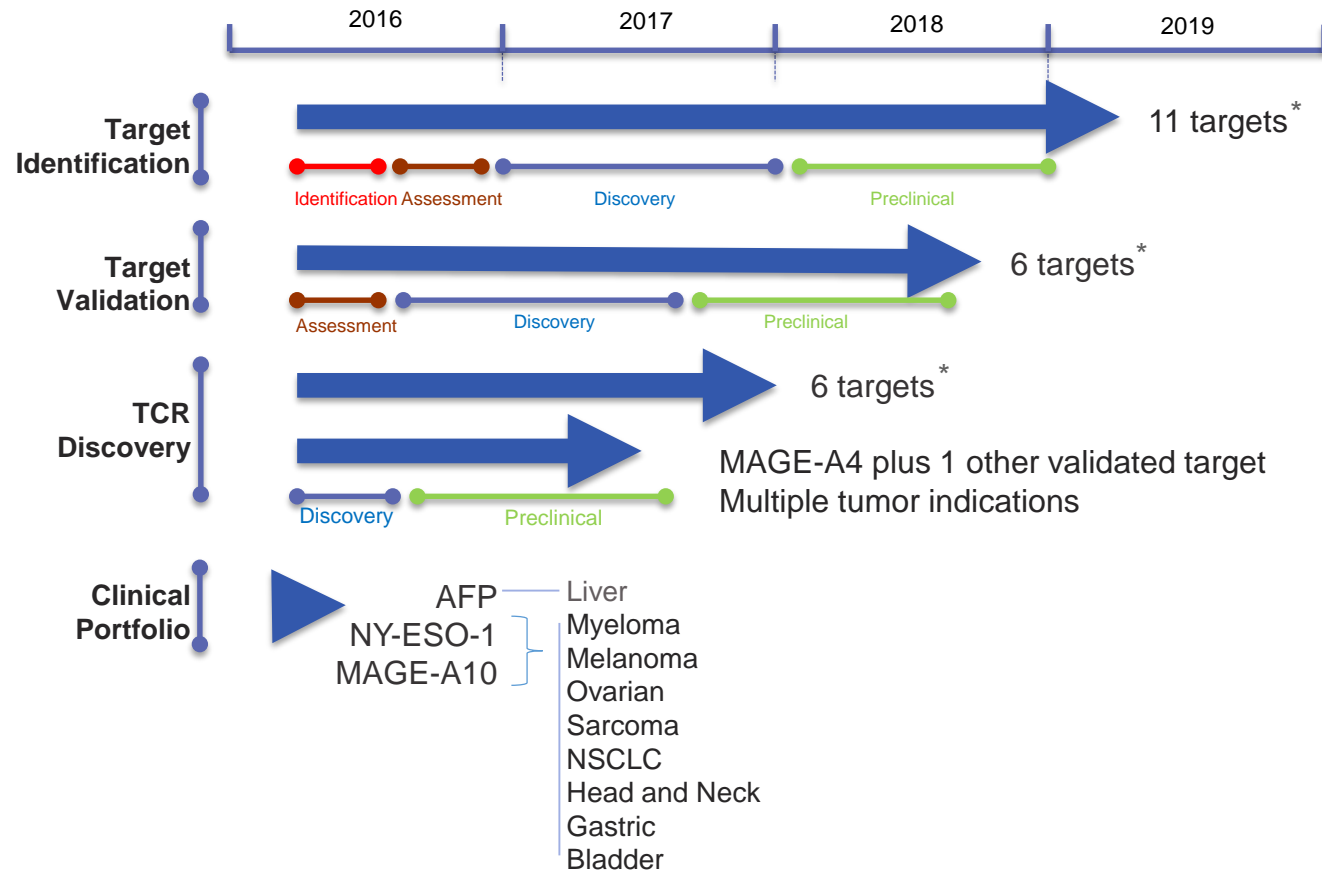 2016 2017 2018 2019
Target
Identification
11 targets*
Identification Assessment Discovery Preclinical
Target
Validation
6 targets*
Assessment Discovery Preclinical
TCR
Discovery
6 targets*
MAGE-A4 plus 1 other validated target
Multiple tumor indications
Discovery Preclinical
Clinical
Portfolio
AFP
NY-ESO-1
MAGE-A10
Liver
Myeloma
Melanoma
Ovarian
Sarcoma
NSCLC
Head and Neck
Gastric
Bladder